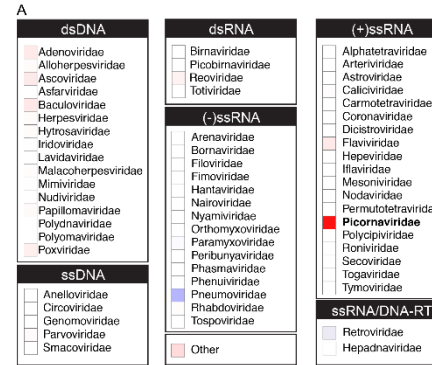 A
dsDNA
Adenoviridae
Alloherpesviridae
Ascoviridae
Asfarviridae
Baculoviridae
Herpesviridae
Hytrosaviridae
Iridoviridae
Lavidaviridae
Malacoherpesviridae
Mimiviridae
Nudiviridae
Papillomaviridae
Polydnaviridae
Polyomaviridae
Poxviridae
ssDNA
Anelloviridae
Circoviridae
Genomoviridae
Parvoviridae
Smacoviridae
dsRNA
Birnaviridae
Picobirnaviridae
Reoviridae
Totiviridae
(-)ssRNA
Arenaviridae
Bornaviridae
Filoviridae
Fimoviridae
Hantaviridae
Nairoviridae
Nyamiviridae
Orthomyxoviridae
Paramyxoviridae
Peribunyaviridae
Phasmaviridae
Phenuiviridae
Pneumoviridae
Rhabdoviridae
Tospoviridae
Other
(+)ssRNA
Alphatetraviridae
Arteriviridae
Astroviridae
Caliciviridae
Carmotetraviridae
Coronaviridae
Dicistroviridae
Flaviviridae
Hepeviridae
Iflaviridae
Mesoniviridae
Nodaviridae
Permutotetravirida
Picornaviridae
Polycipiviridae
Roniviridae
Secoviridae
Togaviridae
Tymoviridae
ssRNA/DNA-RT
Retroviridae
Hepadnaviridae